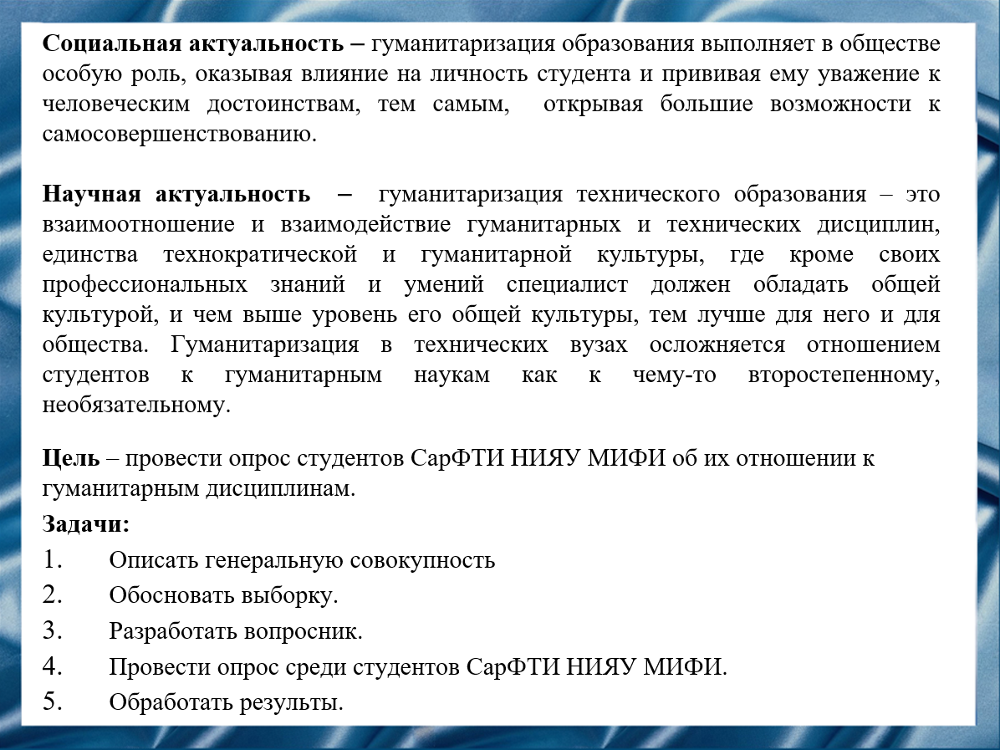 Социальная актуальность – гуманитаризация образования выполняет в обществе
особую роль, оказывая влияние на личность студента и прививая ему уважение к
человеческим достоинствам, тем самым, открывая большие возможности к
самосовершенствованию.
Научная актуальность – гуманитаризация технического образования – это
взаимоотношение и взаимодействие гуманитарных и технических дисциплин,
единства технократической и гуманитарной культуры, где кроме своих
профессиональных знаний и умений специалист должен обладать общей
культурой, и чем выше уровень его общей культуры, тем лучше для него и для
общества. Гуманитаризация в технических вузах осложняется отношением
студентов к гуманитарным наукам как к чему-то второстепенному,
необязательному.
Цель – провести опрос студентов СарФТИ НИЯУ МИФИ об их отношении к
гуманитарным дисциплинам.
Задачи:
1. Описать генеральную совокупность
2. Обосновать выборку.
3. Разработать вопросник.
4. Провести опрос среди студентов СарФТИ НИЯУ МИФИ.
5. Обработать результы.